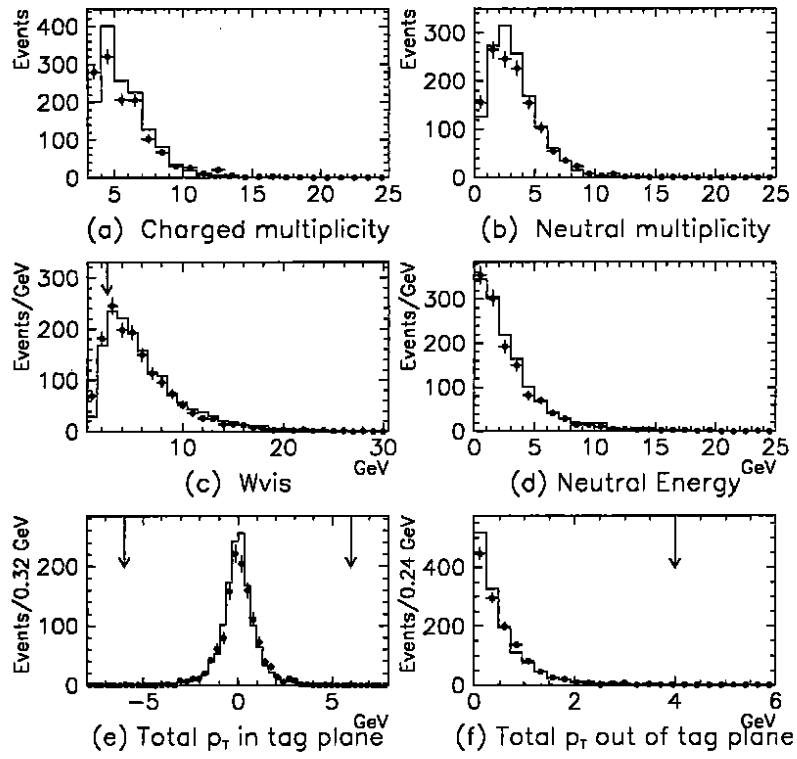 Events
400
300
200
100
0
5 10 15 20 25
(a) Charged multiplicity
Events
300
200
100
0
0 5 10 15 20 25
(b) Neutral multiplicity
Events/GeV
300
200
100
0
10 20 30
GeV
(c) Wvis
Events/GeV
300
200
100
0
0 5 10 15 20 25
GeV
(d) Neutral Energy
Events/0.32 GeV
200
100
0
−5 0 5
GeV
(e) Total pT in tag plane
Events/0.24 GeV
400
200
0
0 2 4 6
GeV
(f) Total pT out of tag plane